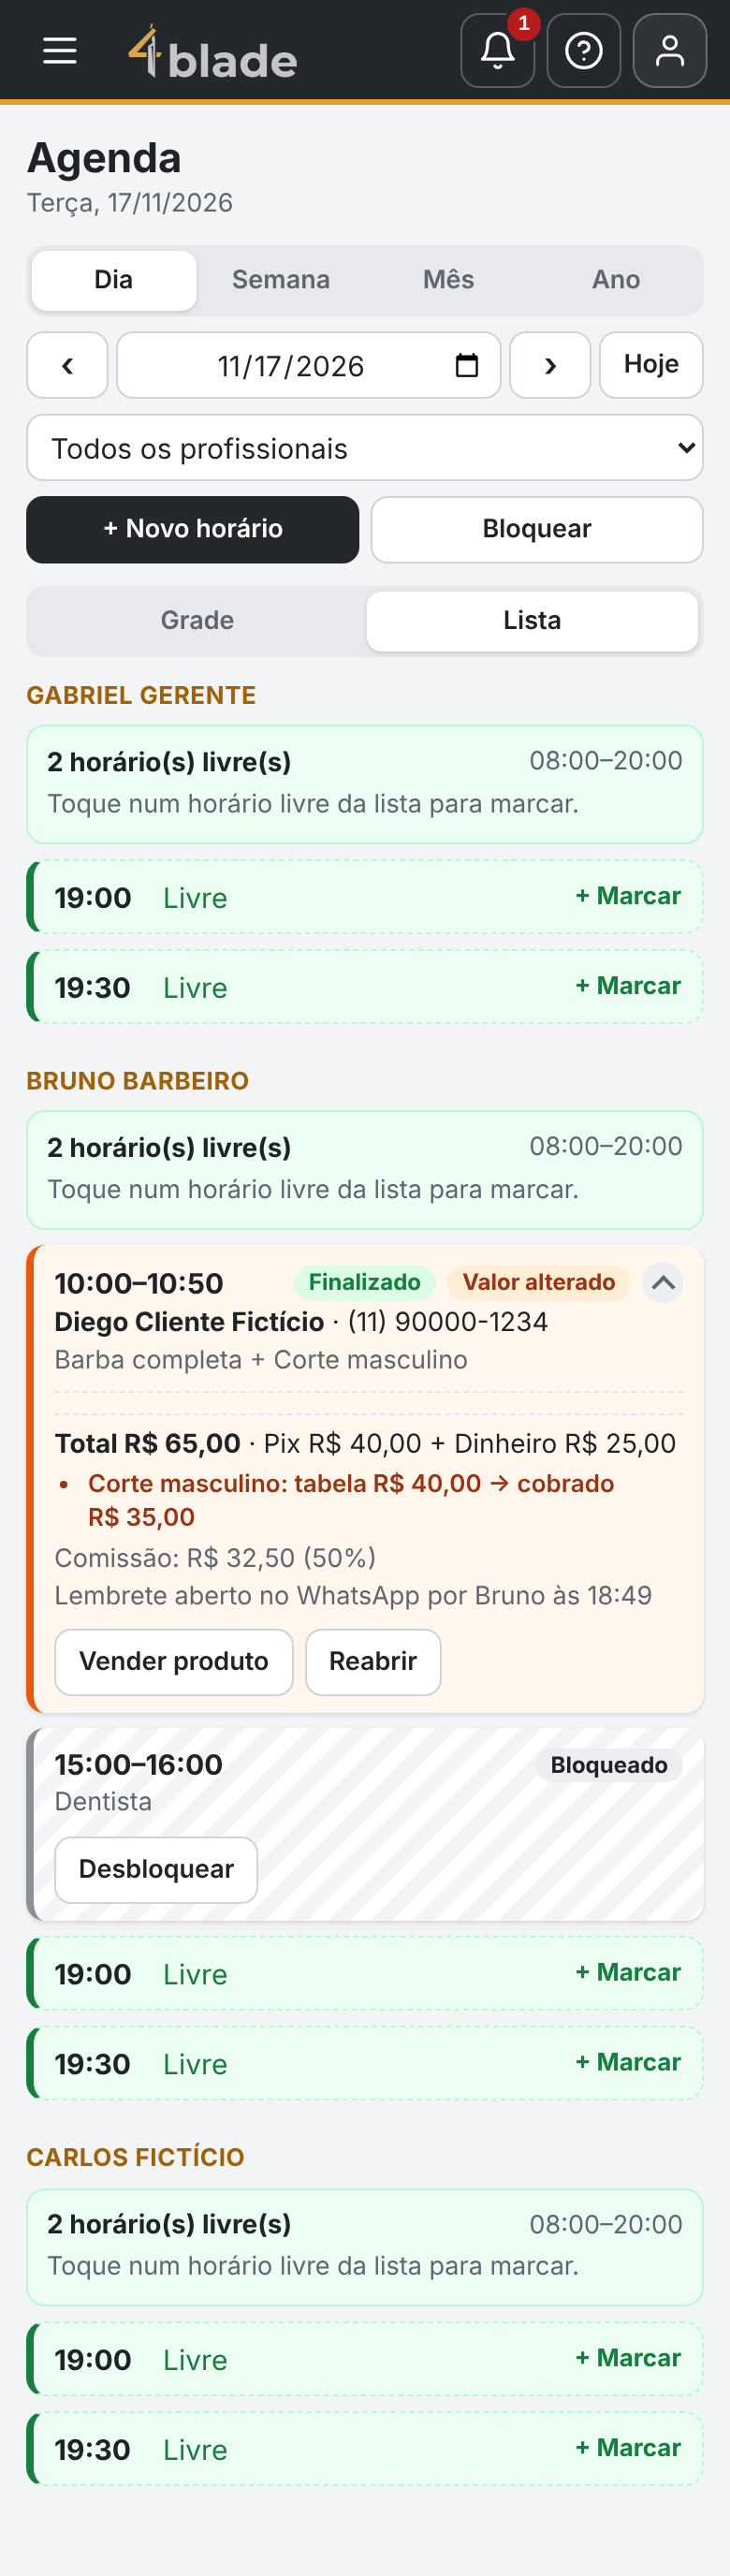 1
4blade
Agenda
Terça, 17/11/2026
Dia Semana Mês Ano
‹ 11/17/2026 › Hoje
Todos os profissionais
+ Novo horário Bloquear
Grade Lista
GABRIEL GERENTE
2 horário(s) livre(s) 08:00–20:00
Toque num horário livre da lista para marcar.
19:00 Livre + Marcar
19:30 Livre + Marcar
BRUNO BARBEIRO
2 horário(s) livre(s) 08:00–20:00
Toque num horário livre da lista para marcar.
10:00–10:50 Finalizado Valor alterado
Diego Cliente Fictício · (11) 90000-1234
Barba completa + Corte masculino
Total R$ 65,00 · Pix R$ 40,00 + Dinheiro R$ 25,00
• Corte masculino: tabela R$ 40,00 → cobrado
R$ 35,00
Comissão: R$ 32,50 (50%)
Lembrete aberto no WhatsApp por Bruno às 18:49
Vender produto Reabrir
15:00–16:00 Bloqueado
Dentista
Desbloquear
19:00 Livre + Marcar
19:30 Livre + Marcar
CARLOS FICTÍCIO
2 horário(s) livre(s) 08:00–20:00
Toque num horário livre da lista para marcar.
19:00 Livre + Marcar
19:30 Livre + Marcar